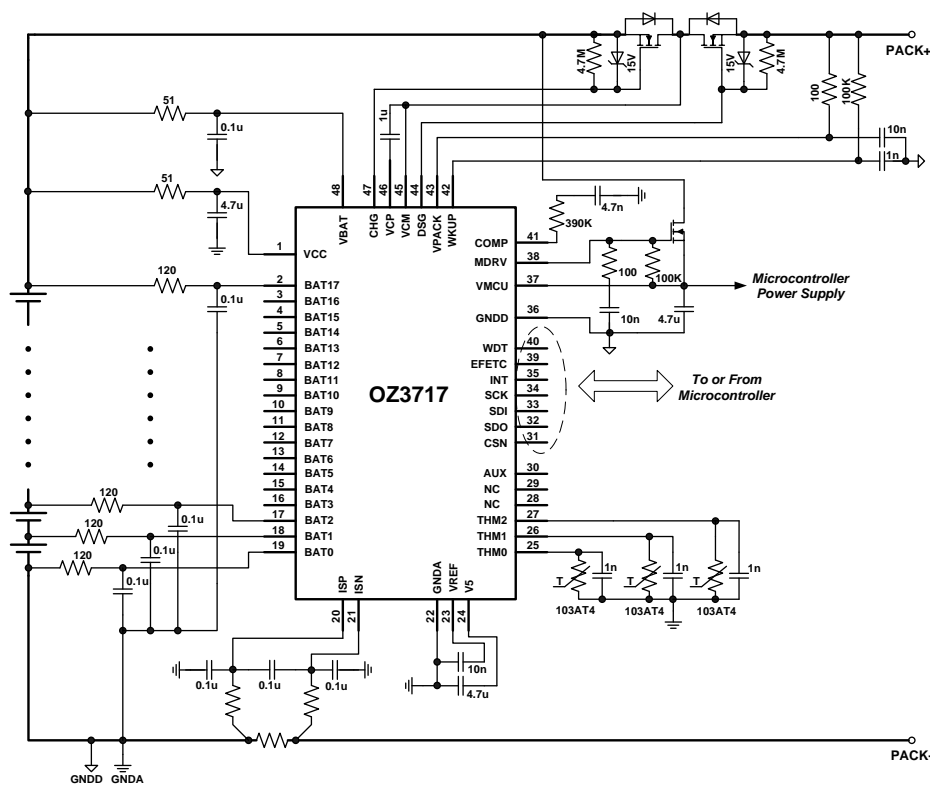 PACK+
4.7M
15V
15V
4.7M
100
100K
51
0.1u
1u
10n
1n
51
4.7u
48
47
46
45
44
43
42
VBAT
CHG
VCP
VCM
DSG
VPACK
WKUP
390K
4.7n
1
VCC
COMP
41
MDRV
38
100
100K
120
0.1u
2
BAT17
VMCU
37
Microcontroller
Power Supply
3
BAT16
4
BAT15
10n
4.7u
5
BAT14
GNDD
36
6
BAT13
WDT
40
7
BAT12
EFETC
39
8
BAT11
INT
35
9
BAT10
OZ3717
SCK
34
To or From
Microcontroller
10
BAT9
SDI
33
11
BAT8
SDO
32
12
BAT7
CSN
31
13
BAT6
14
BAT5
AUX
30
15
BAT4
NC
29
16
BAT3
NC
28
120
0.1u
17
BAT2
THM2
27
120
0.1u
18
BAT1
THM1
26
120
0.1u
19
BAT0
THM0
25
T
1n
T
1n
T
1n
103AT4
103AT4
103AT4
ISP
ISN
GNDA
VREF
V5
20
21
22
23
24
0.1u
0.1u
0.1u
10n
4.7u
PACK-
GNDD
GNDA